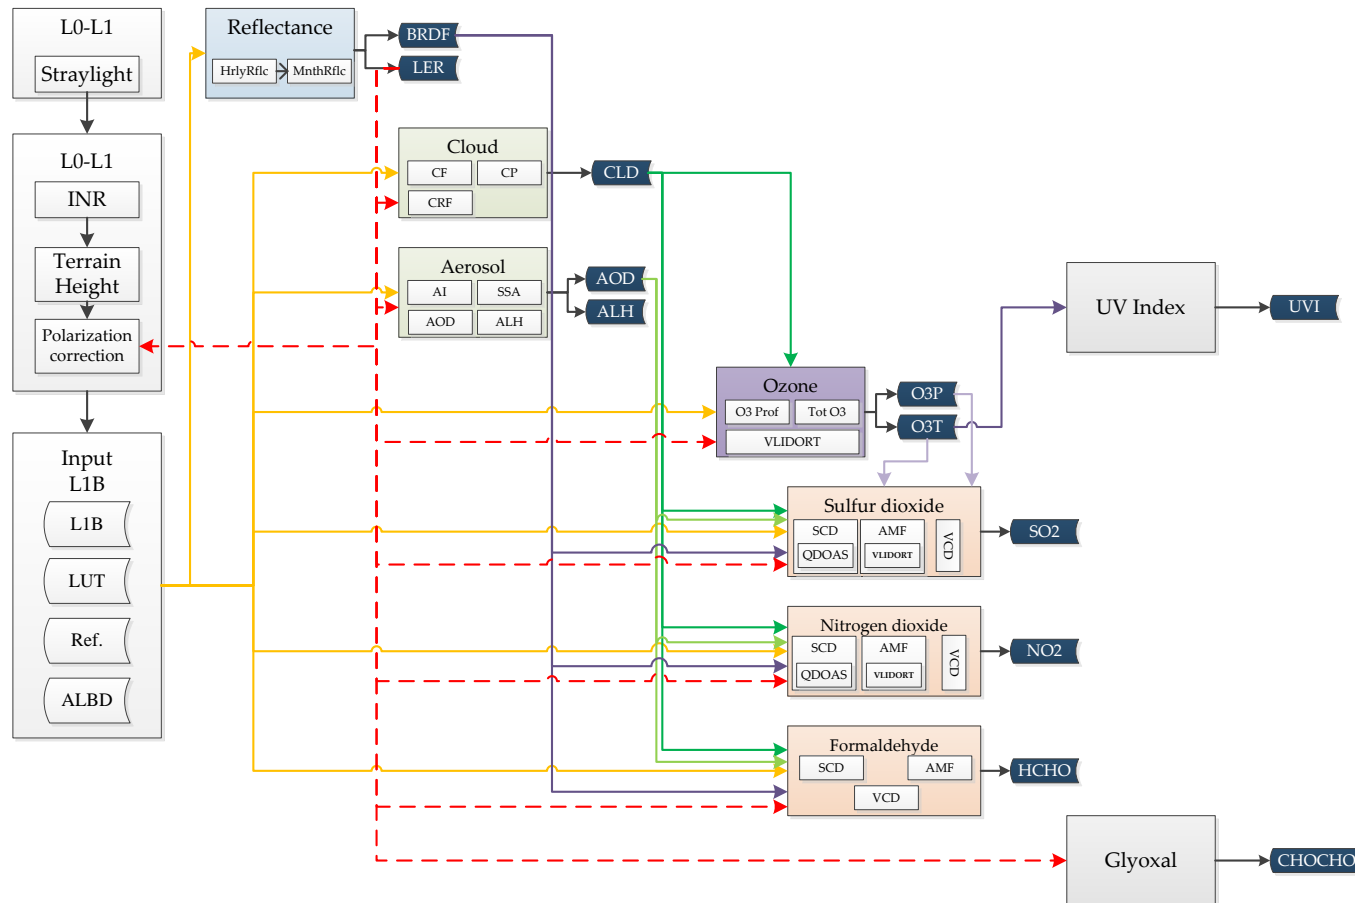 L0-L1
Straylight
L0-L1
INR
Terrain
Height
Polarization
correction
Input
L1B
L1B
LUT
Ref.
ALBD
Reflectance
HrlyRflc
MnthRflc
BRDF
LER
Cloud
CF
CP
CRF
CLD
Aerosol
AI
SSA
AOD
ALH
AOD
ALH
Ozone
O3 Prof
Tot O3
VLIDORT
O3P
O3T
UV Index
UVI
Sulfur dioxide
SCD
AMF
QDOAS
VLIDORT
VCD
SO2
Nitrogen dioxide
SCD
AMF
QDOAS
VLIDORT
VCD
NO2
Formaldehyde
SCD
AMF
VCD
HCHO
Glyoxal
CHOCHO